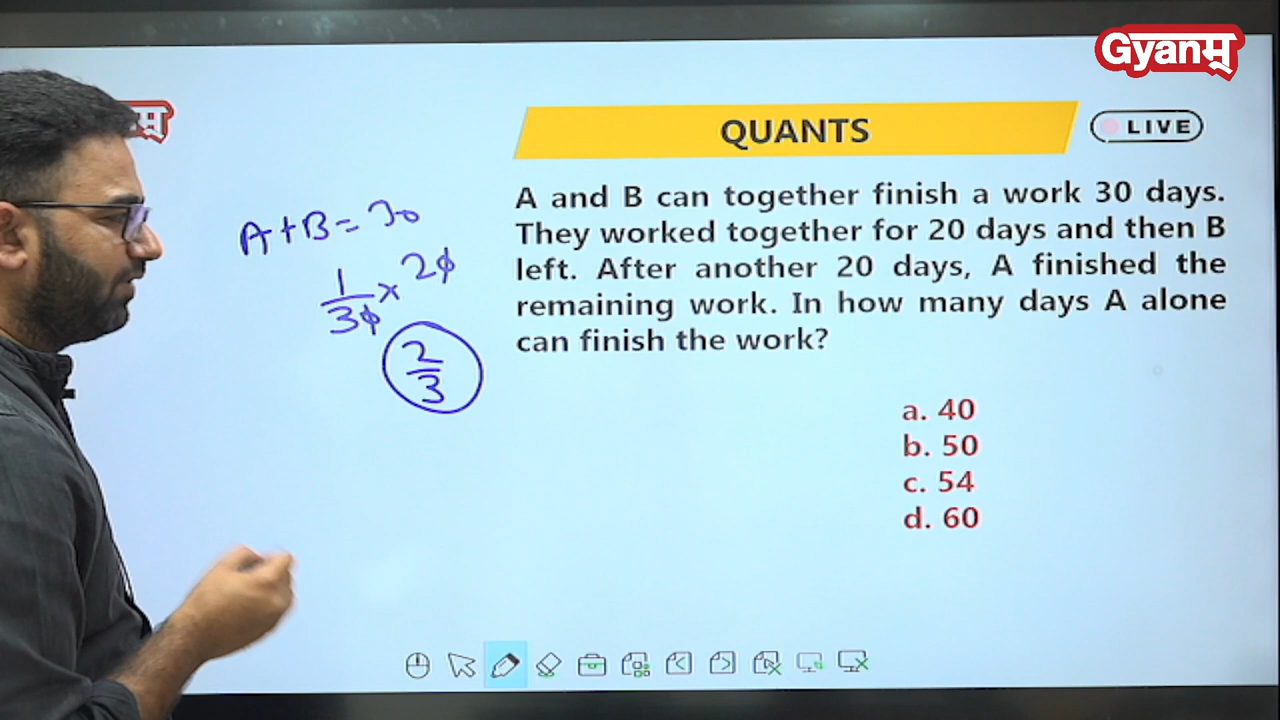 Gyanम्
म्
QUANTS
LIVE
A and B can together finish a work 30 days.
They worked together for 20 days and then B
left. After another 20 days, A finished the
remaining work. In how many days A alone
can finish the work?
a. 40
b. 50
c. 54
d. 60
A+B=30
1/30 × 20
2/3